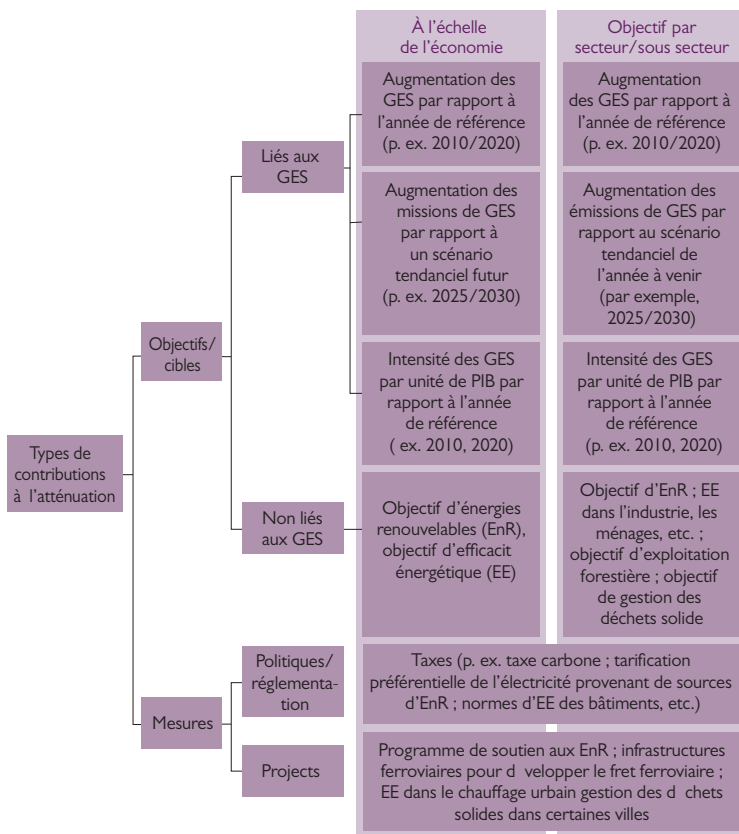 À l'échelle
de l'économie
Objectif par
secteur/sous secteur
Types de
contributions
à l'atténuation
Objectifs/
cibles
Liés aux
GES
Augmentation des
GES par rapport à
l'année de référence
(p. ex. 2010/2020)
Augmentation
des GES par rapport à
l'année de référence
(p. ex. 2010/2020)
Augmentation des
missions de GES
par rapport à
un scénario
tendanciel futur
(p. ex. 2025/2030)
Augmentation des
émissions de GES par
rapport au scénario
tendanciel de
l'année à venir
(par exemple,
2025/2030)
Intensité des GES
par unité de PIB par
rapport à l'année
de référence
( ex. 2010, 2020)
Intensité des GES
par unité de PIB par
rapport à l'année
de référence
(p. ex. 2010, 2020)
Non liés
aux GES
Objectif d'énergies
renouvelables (EnR),
objectif d'efficacit
énergétique (EE)
Objectif d'EnR ; EE
dans l'industrie, les
ménages, etc. ;
objectif d'exploitation
forestière ; objectif
de gestion des
déchets solide
Mesures
Politiques/
réglementa-
tion
Taxes (p. ex. taxe carbone ; tarification
préférentielle de l'électricité provenant de sources
d'EnR ; normes d'EE des bâtiments, etc.)
Projects
Programme de soutien aux EnR ; infrastructures
ferroviaires pour d velopper le fret ferroviaire ;
EE dans le chauffage urbain gestion des d chets
solides dans certaines villes